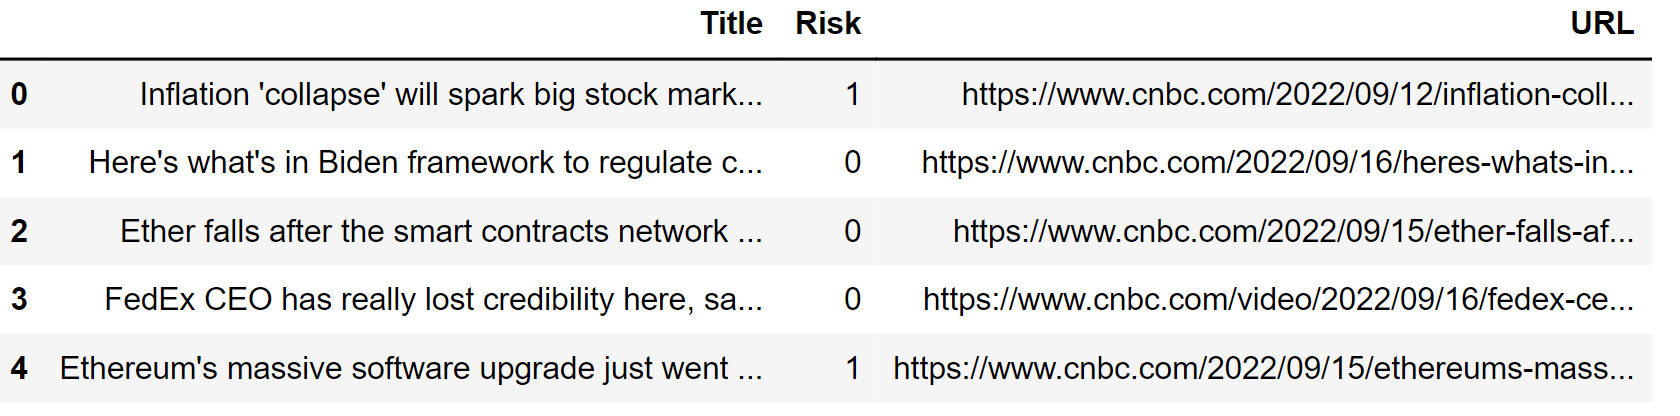 Title Risk URL
0 Inflation 'collapse' will spark big stock mark... 1 https://www.cnbc.com/2022/09/12/inflation-coll...
1 Here's what's in Biden framework to regulate c... 0 https://www.cnbc.com/2022/09/16/heres-whats-in...
2 Ether falls after the smart contracts network ... 0 https://www.cnbc.com/2022/09/15/ether-falls-af...
3 FedEx CEO has really lost credibility here, sa... 0 https://www.cnbc.com/video/2022/09/16/fedex-ce...
4 Ethereum's massive software upgrade just went ... 1 https://www.cnbc.com/2022/09/15/ethereums-mass...